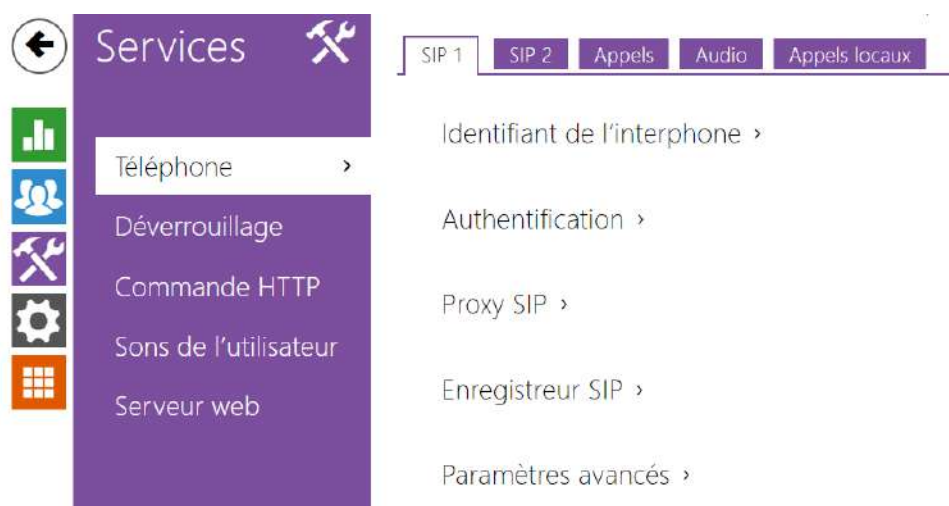 Services
Téléphone
Déverrouillage
Commande HTTP
Sons de l'utilisateur
Serveur web
SIP 1
SIP 2
Appels
Audio
Appels locaux
Identifiant de l'interphone
Authentification
Proxy SIP
Enregistreur SIP
Paramètres avancés